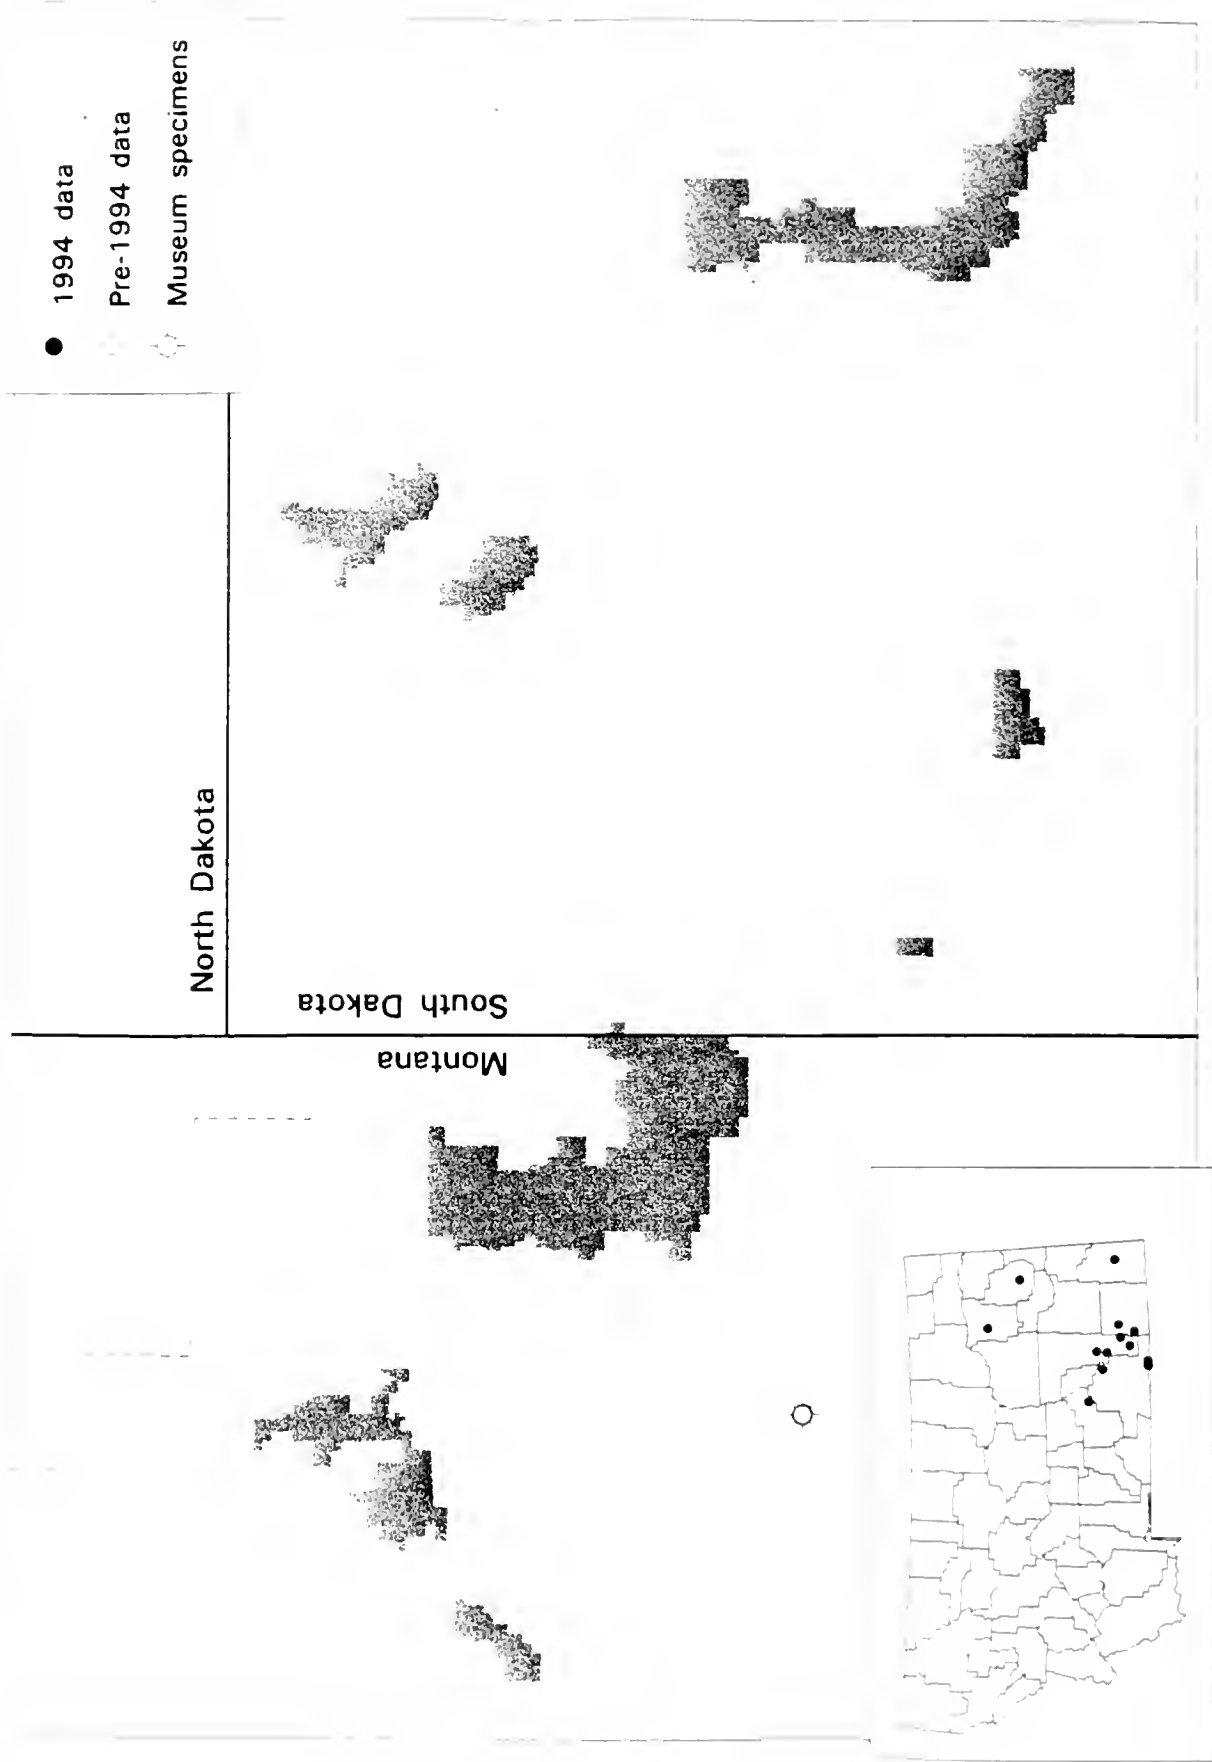 1994 data
Pre-1994 data
Museum specimens
North Dakota
South Dakota
Montana